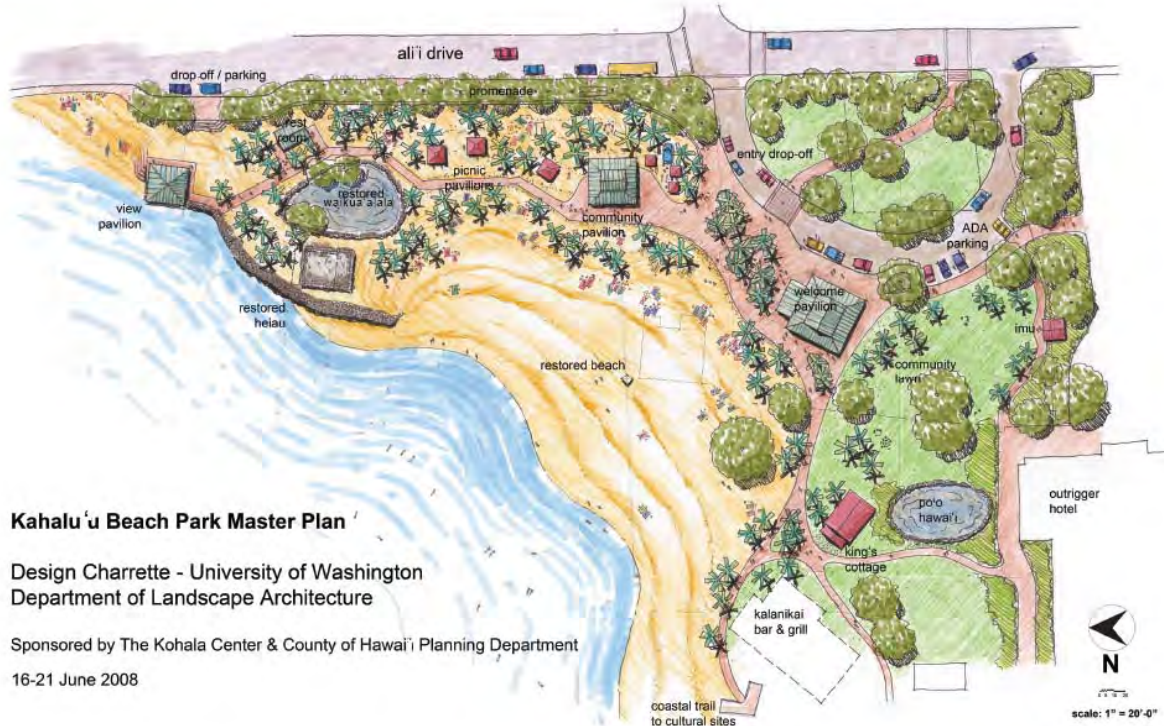 ali'i drive
drop off / parking
promenade
rest
room
entry drop-off
picnic
pavilions
restored
waikua'a'ala
view
pavilion
community
pavilion
ADA
parking
welcome
pavilion
restored
heiau
imu
restored beach
community
lawn
po'o
hawai'i
outrigger
hotel
king's
cottage
kalanikai
bar & grill
coastal trail
to cultural sites
Kahalu'u Beach Park Master Plan
Design Charrette - University of Washington
Department of Landscape Architecture
Sponsored by The Kohala Center & County of Hawai'i Planning Department
16-21 June 2008
N
scale: 1" = 20'-0"